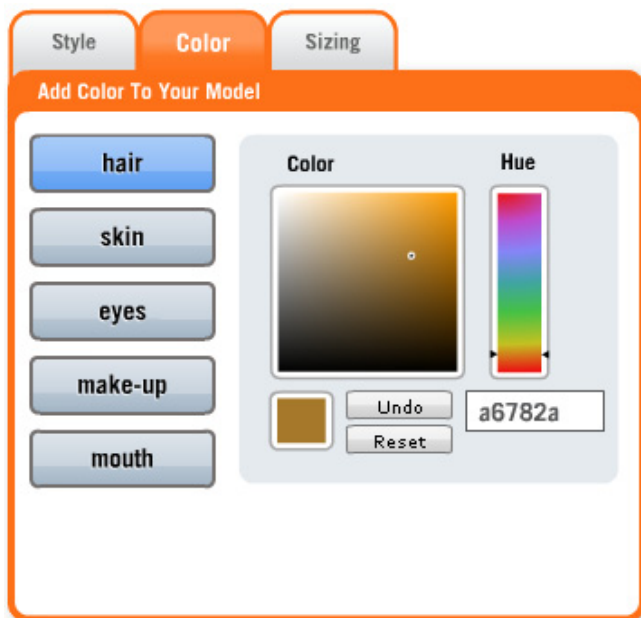 Style Color Sizing
Add Color To Your Model
hair
skin
eyes
make-up
mouth
Color Hue
Undo
Reset
a6782a